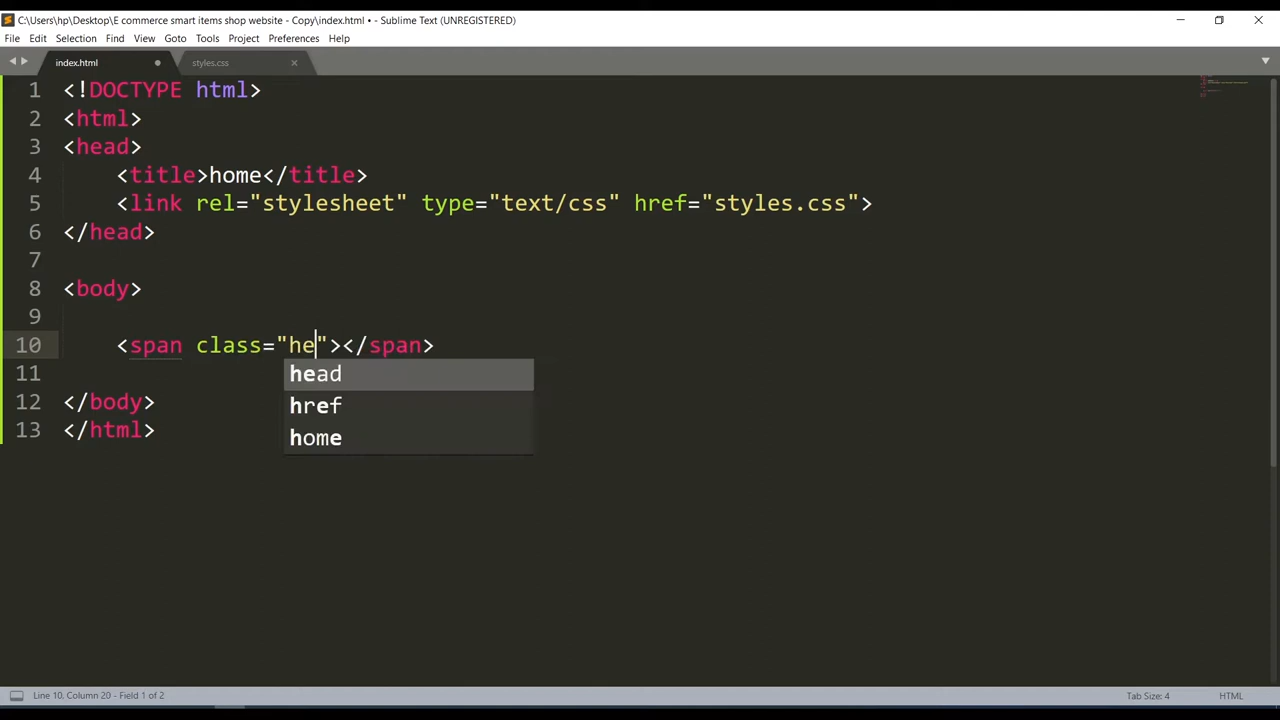 C:\Users\hp\Desktop\E commerce smart items shop website - Copy\index.html • - Sublime Text (UNREGISTERED)
File Edit Selection Find View Goto Tools Project Preferences Help
index.html styles.css
1 <!DOCTYPE html>
2 <html>
3 <head>
4 <title>home</title>
5 <link rel="stylesheet" type="text/css" href="styles.css">
6 </head>
7
8 <body>
9
10 <span class="he"></span>
head
11
href
12 </body>
13 </html>
home
Line 10, Column 20 - Field 1 of 2 Tab Size: 4 HTML